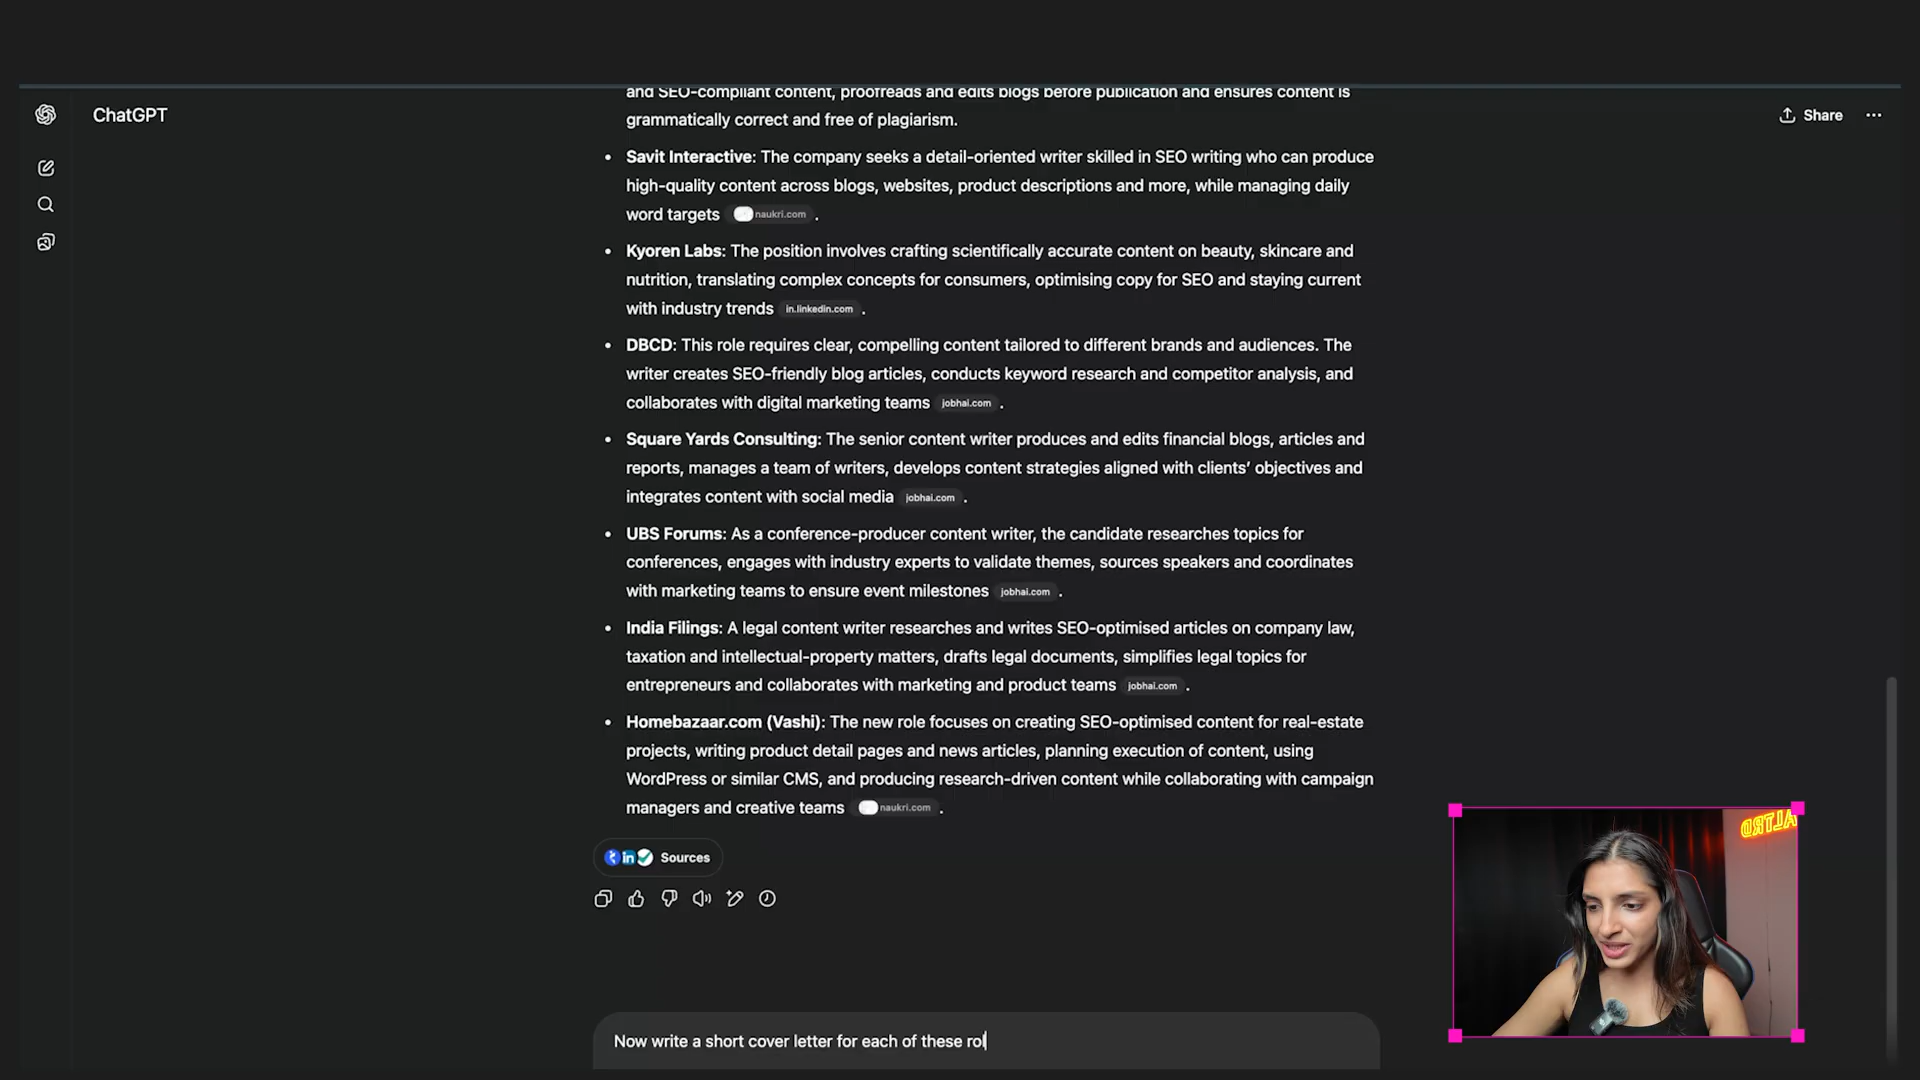 and SEO-compliant content, proofreads and edits blogs before publication and ensures content is
ChatGPT
Share
grammatically correct and free of plagiarism.
• Savit Interactive: The company seeks a detail-oriented writer skilled in SEO writing who can produce
high-quality content across blogs, websites, product descriptions and more, while managing daily
word targets naukri.com .
• Kyoren Labs: The position involves crafting scientifically accurate content on beauty, skincare and
nutrition, translating complex concepts for consumers, optimising copy for SEO and staying current
with industry trends in.linkedin.com .
• DBCD: This role requires clear, compelling content tailored to different brands and audiences. The
writer creates SEO-friendly blog articles, conducts keyword research and competitor analysis, and
collaborates with digital marketing teams jobhai.com .
• Square Yards Consulting: The senior content writer produces and edits financial blogs, articles and
reports, manages a team of writers, develops content strategies aligned with clients’ objectives and
integrates content with social media jobhai.com .
• UBS Forums: As a conference-producer content writer, the candidate researches topics for
conferences, engages with industry experts to validate themes, sources speakers and coordinates
with marketing teams to ensure event milestones jobhai.com .
• India Filings: A legal content writer researches and writes SEO-optimised articles on company law,
taxation and intellectual-property matters, drafts legal documents, simplifies legal topics for
entrepreneurs and collaborates with marketing and product teams jobhai.com .
• Homebazaar.com (Vashi): The new role focuses on creating SEO-optimised content for real-estate
projects, writing product detail pages and news articles, planning execution of content, using
WordPress or similar CMS, and producing research-driven content while collaborating with campaign
managers and creative teams naukri.com .
in Sources
ALTRD
Now write a short cover letter for each of these rol